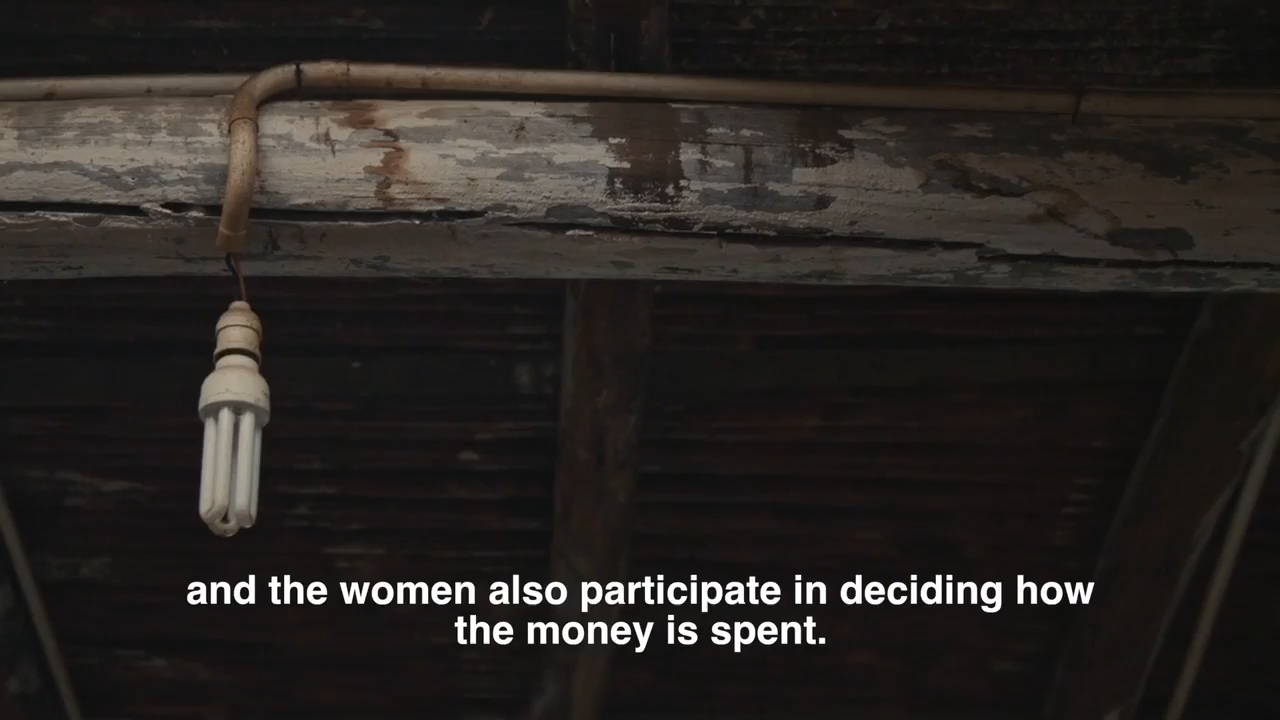 and the women also participate in deciding how
the money is spent.